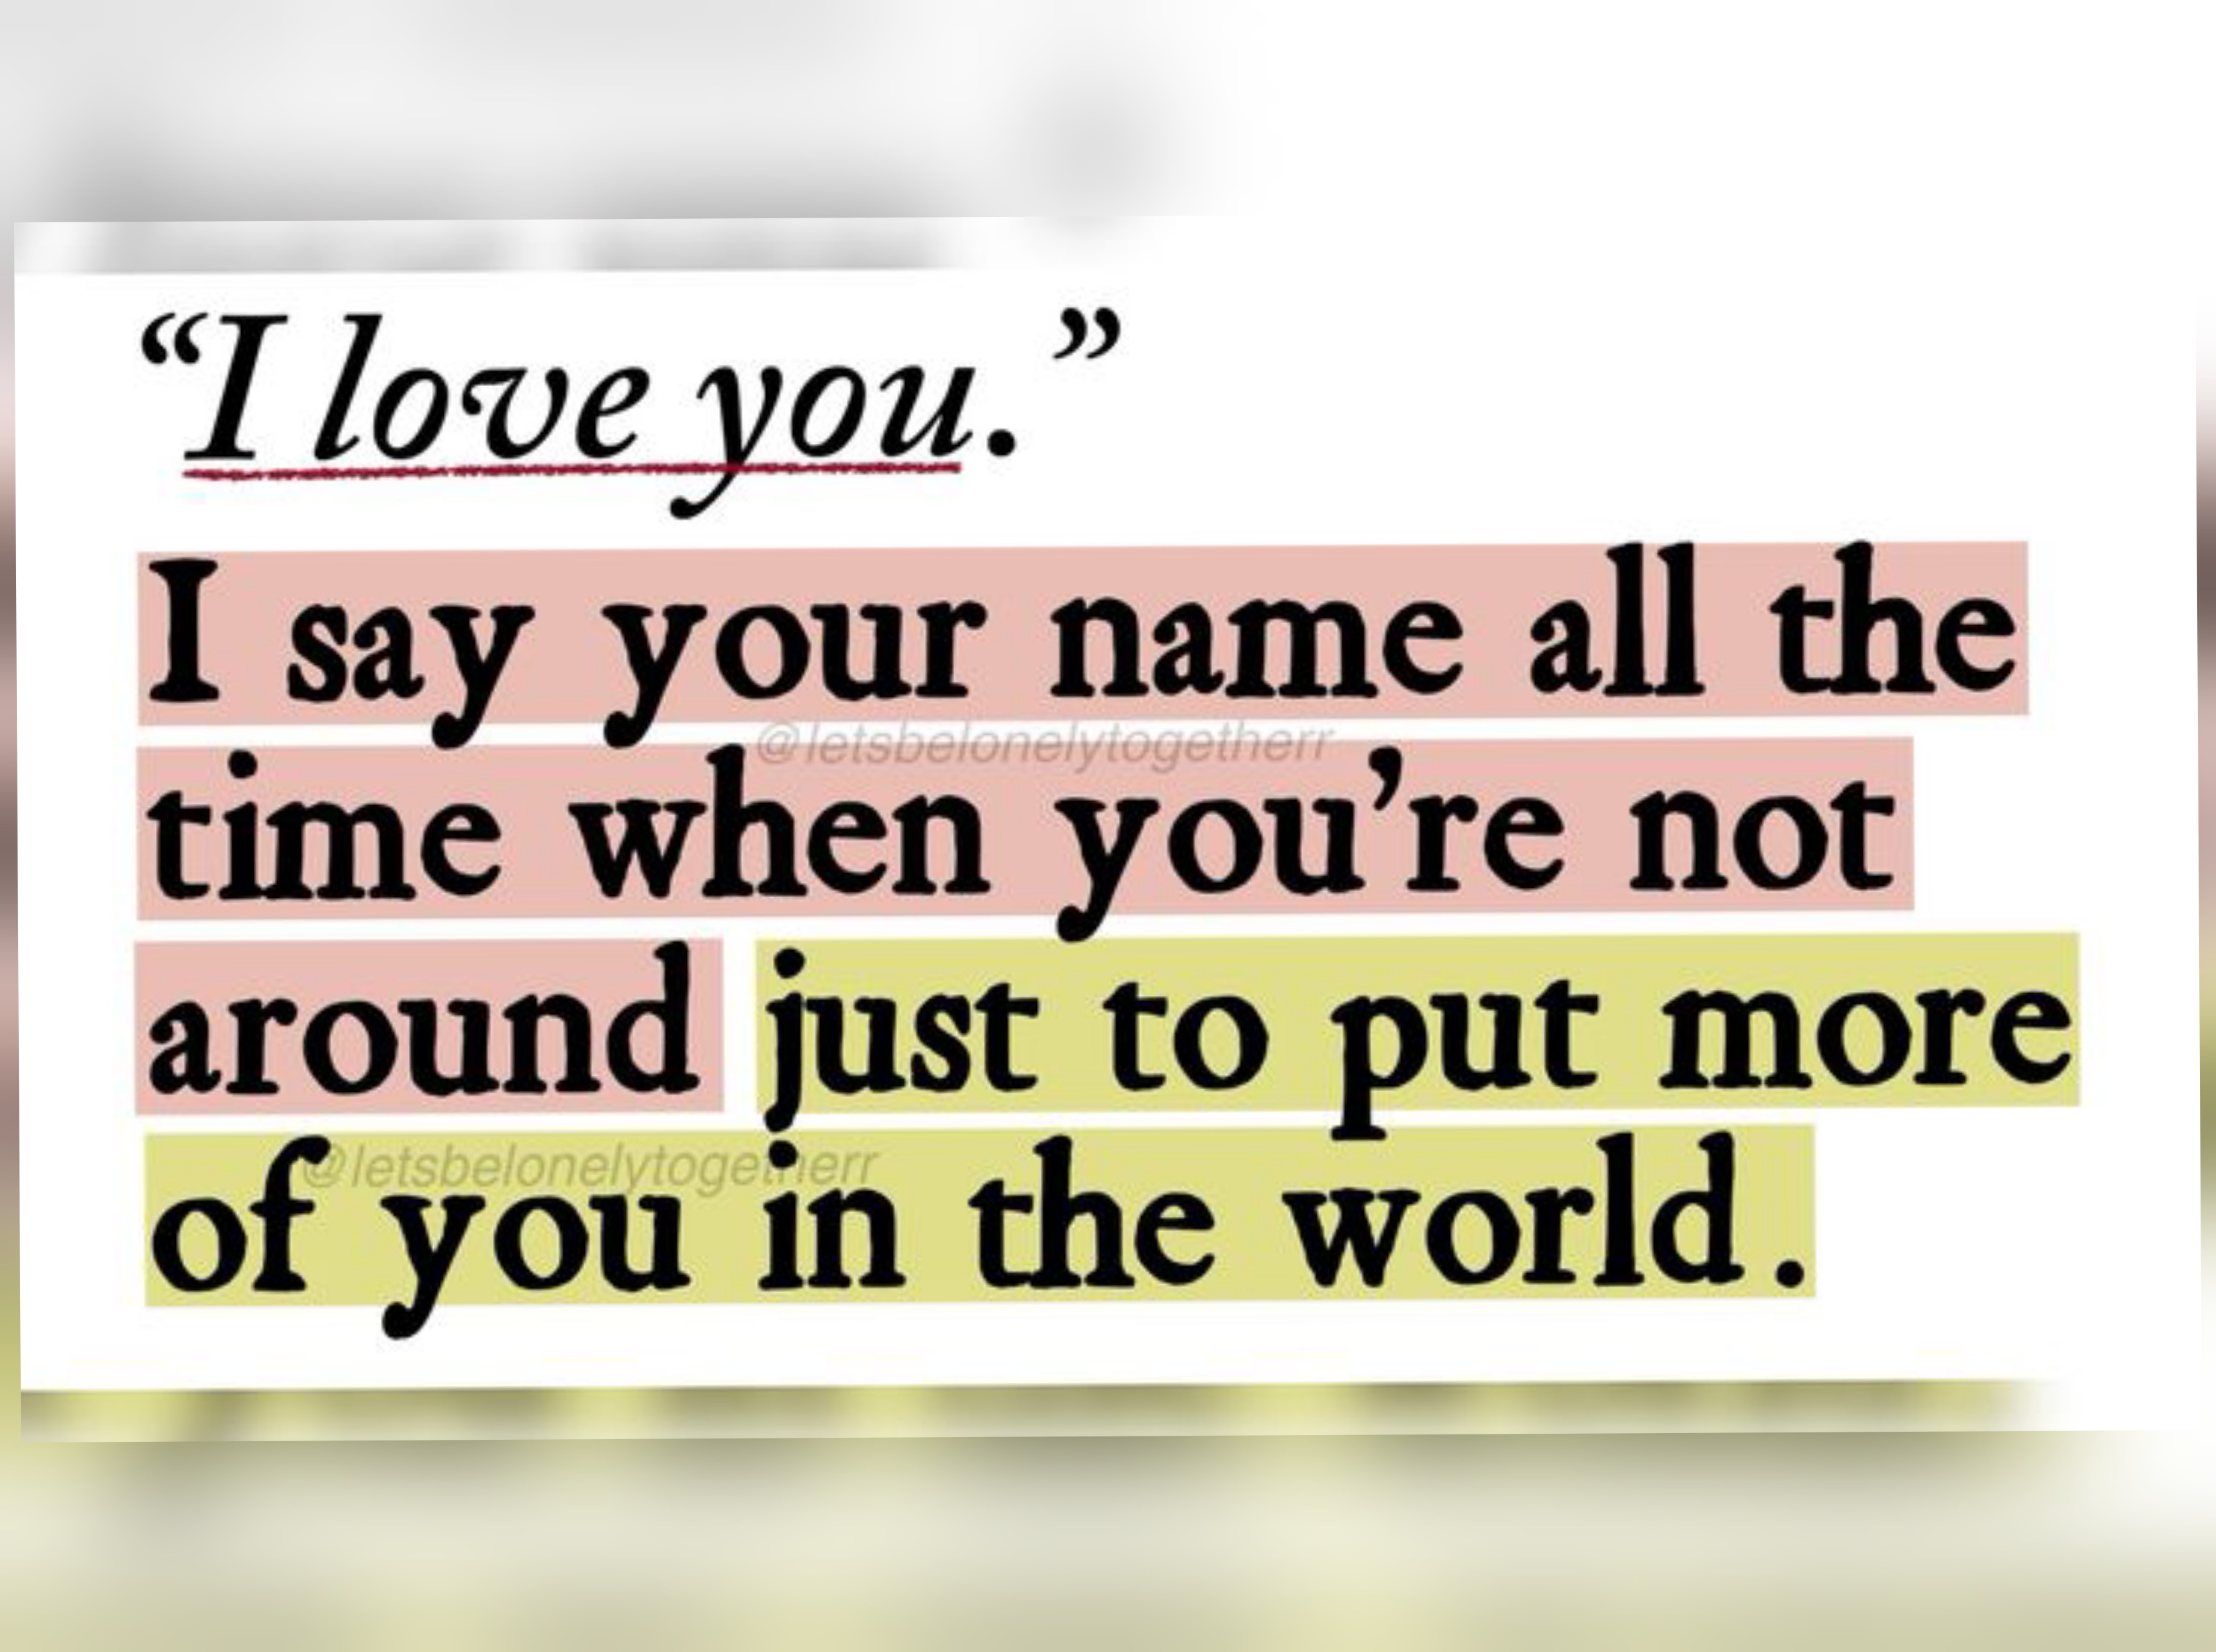 “I love you.”
I say your name all the
@letsbelonelytogetherr
time when you’re not
around just to put more
@letsbelonelytogetherr
of you in the world.